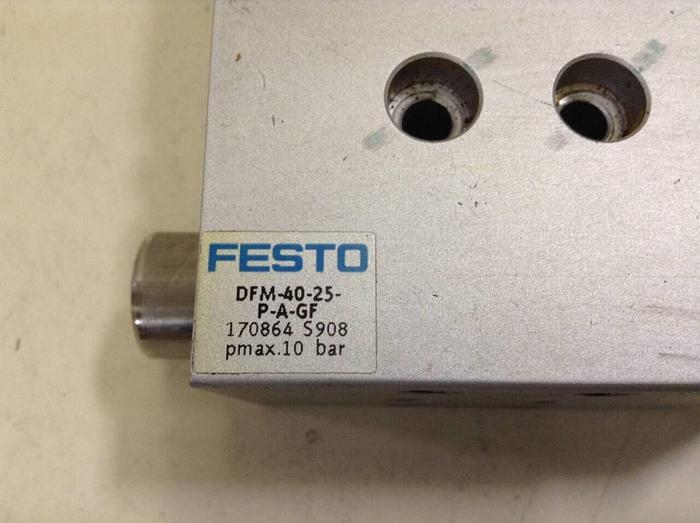 FESTO
DFM-40-25-
P-A-GF
170864 S908
pmax.10 bar